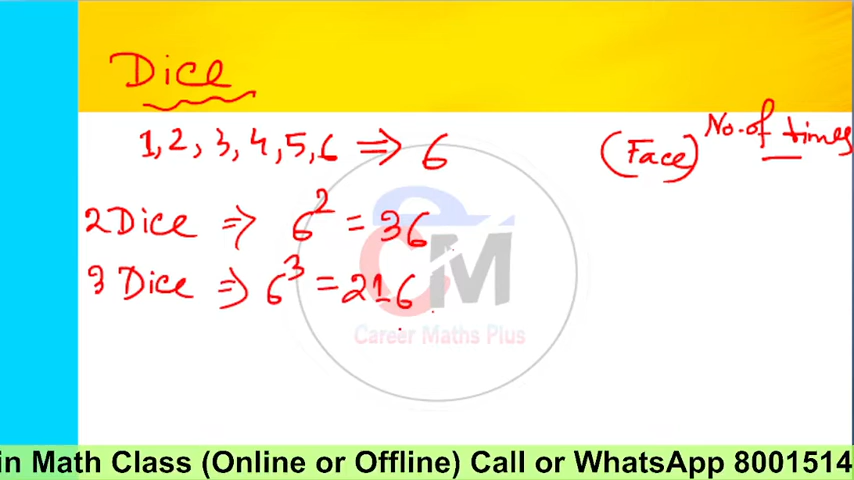 Dice
1, 2, 3, 4, 5, 6 ⇒ 6
(Face)^No. of times
2 Dice ⇒ 6² = 36
3 Dice ⇒ 6³ = 216
CM
Career Maths Plus
in Math Class (Online or Offline) Call or WhatsApp 8001514